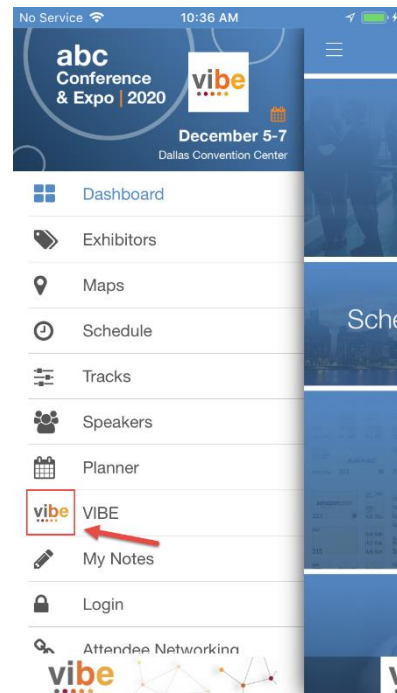 No Service 10:36 AM
abc
Conference
& Expo | 2020
vibe
December 5-7
Dallas Convention Center
Dashboard
Exhibitors
Maps
Sche
Schedule
Tracks
Speakers
Planner
vibe VIBE
My Notes
Login
Attendee Networking
vibe
v